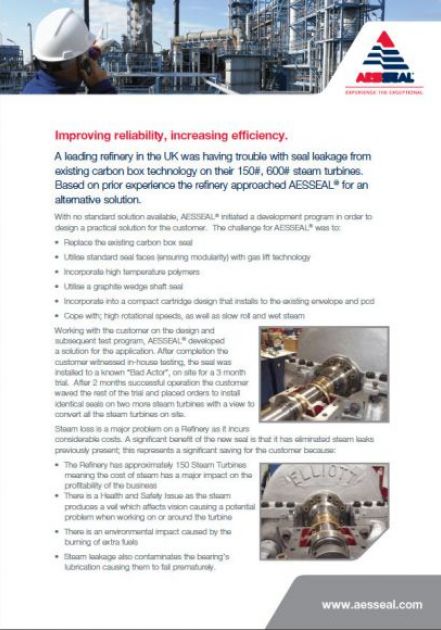 AESSEAL
EXPERIENCE THE EXCEPTIONAL
Improving reliability, increasing efficiency.
A leading refinery in the UK was having trouble with seal leakage from
existing carbon box technology on their 150#, 600# steam turbines.
Based on prior experience the refinery approached AESSEAL® for an
alternative solution.
With no standard solution available, AESSEAL® initiated a development program in order to
design a practical solution for the customer. The challenge for AESSEAL® was to:
• Replace the existing carbon box seal
• Utilise standard seal faces (ensuring modularity) with gas lift technology
• Incorporate high temperature polymers
• Utilise a graphite wedge shaft seal
• Incorporate into a compact cartridge design that installs to the existing envelope and pcd
• Cope with; high rotational speeds, as well as slow roll and wet steam
Working with the customer on the design and
subsequent test program, AESSEAL® developed
a solution for the application. After completion the
customer witnessed in-house testing, the seal was
installed to a known "Bad Actor", on site for a 3 month
trial. After 2 months successful operation the customer
waved the rest of the trial and placed orders to install
identical seals on two more steam turbines with a view to
convert all the steam turbines on site.
Steam loss is a major problem on a Refinery as it incurs
considerable costs. A significant benefit of the new seal is that it has eliminated steam leaks
previously present; this represents a significant saving for the customer because:
• The Refinery has approximately 150 Steam Turbines
meaning the cost of steam has a major impact on the
profitability of the business
• There is a Health and Safety Issue as the steam
produces a veil which affects vision causing a potential
problem when working on or around the turbine
• There is an environmental impact caused by the
burning of extra fuels
• Steam leakage also contaminates the bearing's
lubrication causing them to fail prematurely.
ELLIOTT
www.aesseal.com